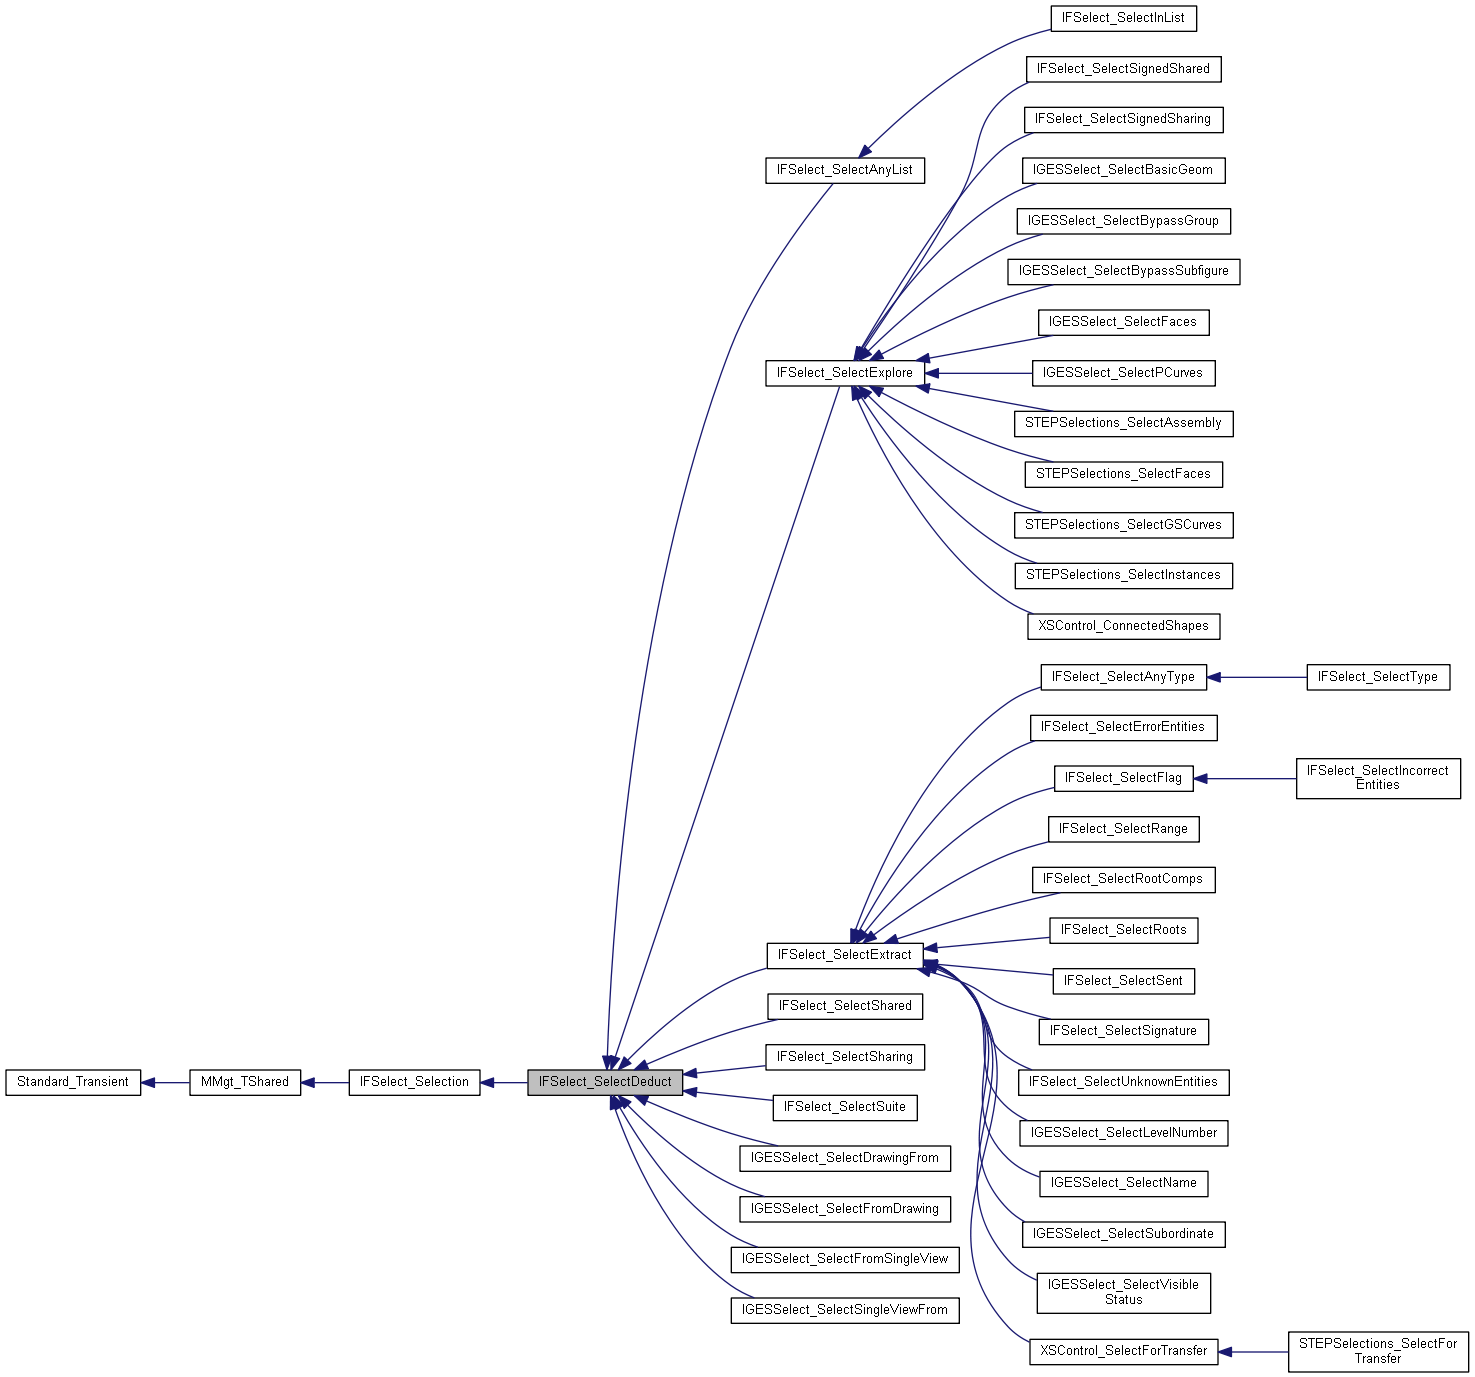 IFSelect_SelectInList
IFSelect_SelectSignedShared
IFSelect_SelectSignedSharing
IFSelect_SelectAnyList
IGESSelect_SelectBasicGeom
IGESSelect_SelectBypassGroup
IGESSelect_SelectBypassSubfigure
IGESSelect_SelectFaces
IFSelect_SelectExplore
IGESSelect_SelectPCurves
STEPSelections_SelectAssembly
STEPSelections_SelectFaces
STEPSelections_SelectGSCurves
STEPSelections_SelectInstances
XSControl_ConnectedShapes
IFSelect_SelectAnyType
IFSelect_SelectType
IFSelect_SelectErrorEntities
IFSelect_SelectFlag
IFSelect_SelectIncorrect
Entities
IFSelect_SelectRange
IFSelect_SelectRootComps
IFSelect_SelectRoots
IFSelect_SelectExtract
IFSelect_SelectSent
IFSelect_SelectShared
IFSelect_SelectSignature
IFSelect_SelectSharing
Standard_Transient
MMgt_TShared
IFSelect_Selection
IFSelect_SelectDeduct
IFSelect_SelectUnknownEntities
IFSelect_SelectSuite
IGESSelect_SelectLevelNumber
IGESSelect_SelectDrawingFrom
IGESSelect_SelectName
IGESSelect_SelectFromDrawing
IGESSelect_SelectSubordinate
IGESSelect_SelectFromSingleView
IGESSelect_SelectVisible
Status
IGESSelect_SelectSingleViewFrom
XSControl_SelectForTransfer
STEPSelections_SelectFor
Transfer